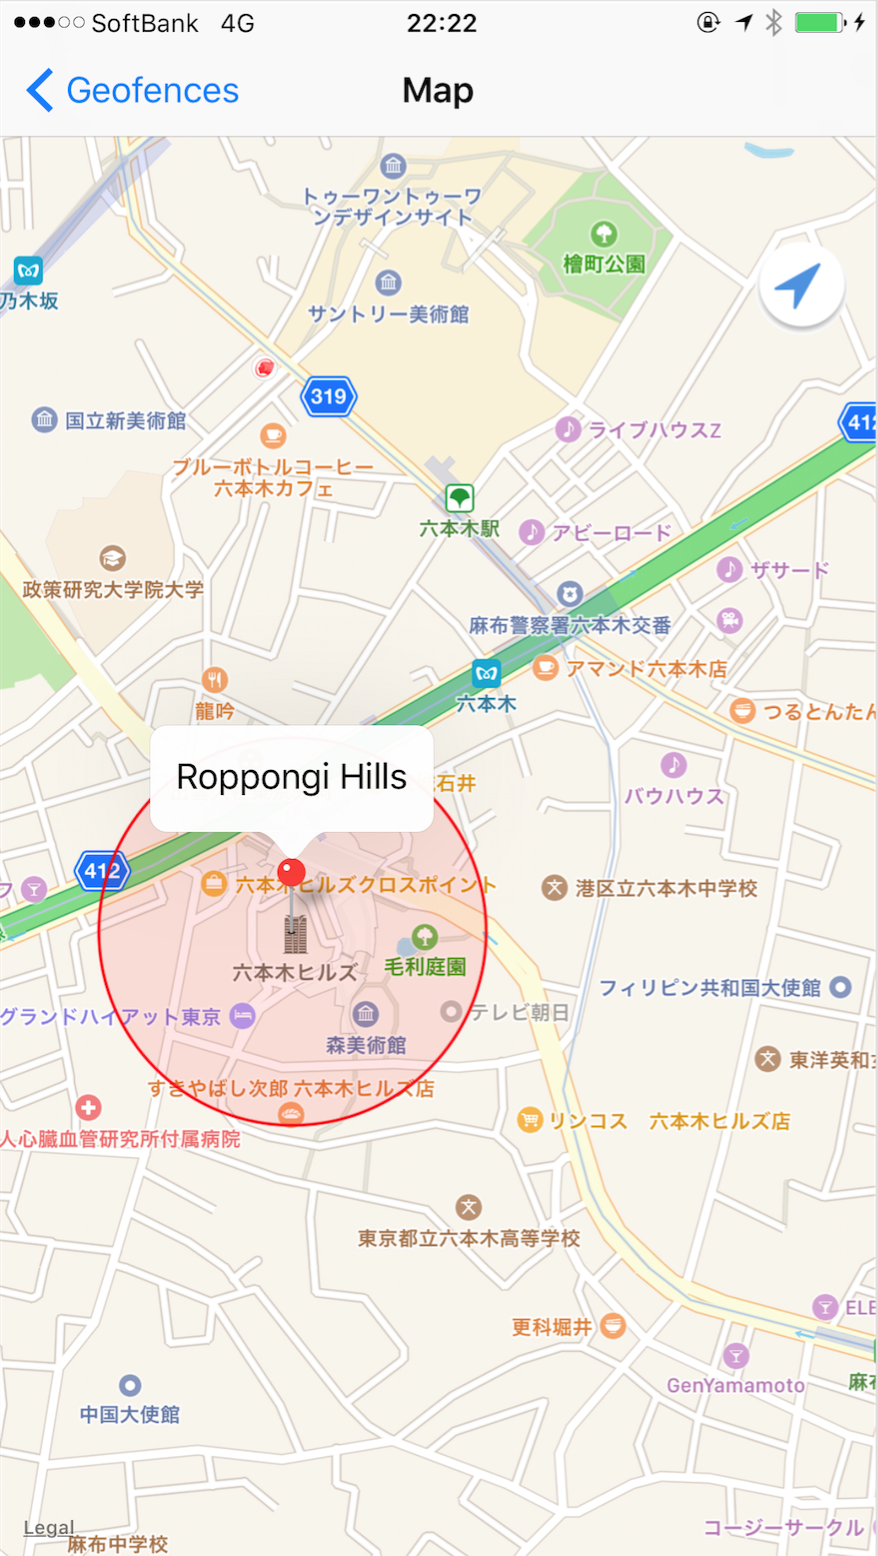 SoftBank 4G 22:22
Geofences Map
トゥーワントゥーワ
ンデザインサイト
檜町公園
乃木坂
サントリー美術館
319
国立新美術館
412
ライブハウスZ
ブルーボトルコーヒー
六本木カフェ
六本木駅
アビーロード
ザサード
政策研究大学院大学
麻布警察署六本木交番
アマンド六本木店
六本木
龍吟
つるとんたん
Roppongi Hills
石井
バウハウス
412
フ
六本木ヒルズクロスポイント
港区立六本木中学校
六本木ヒルズ
毛利庭園
フィリピン共和国大使館
グランドハイアット東京
テレビ朝日
森美術館
東洋英和
すきやばし次郎 六本木ヒルズ店
リンコス 六本木ヒルズ店
人心臓血管研究所付属病院
東京都立六本木高等学校
ELE
更科堀井
GenYamamoto
麻布
中国大使館
Legal
麻布中学校
コージーサークル